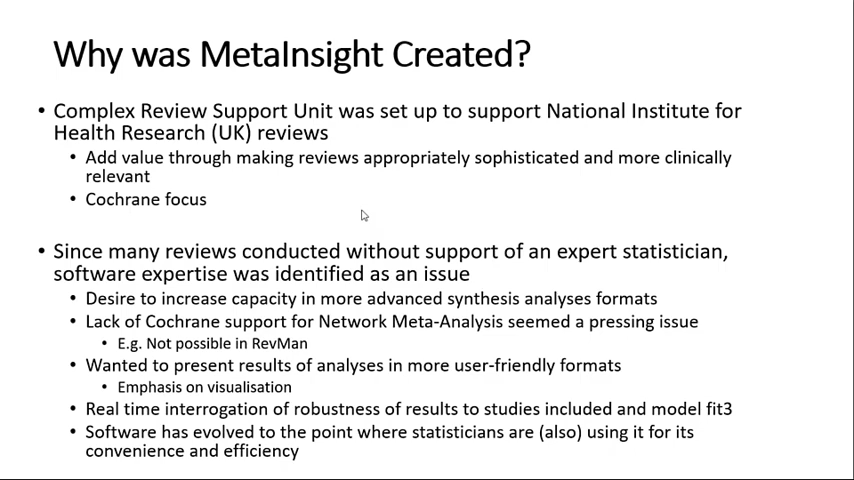 Why was MetaInsight Created?
• Complex Review Support Unit was set up to support National Institute for
Health Research (UK) reviews
• Add value through making reviews appropriately sophisticated and more clinically
relevant
• Cochrane focus
• Since many reviews conducted without support of an expert statistician,
software expertise was identified as an issue
• Desire to increase capacity in more advanced synthesis analyses formats
• Lack of Cochrane support for Network Meta-Analysis seemed a pressing issue
• E.g. Not possible in RevMan
• Wanted to present results of analyses in more user-friendly formats
• Emphasis on visualisation
• Real time interrogation of robustness of results to studies included and model fit3
• Software has evolved to the point where statisticians are (also) using it for its
convenience and efficiency